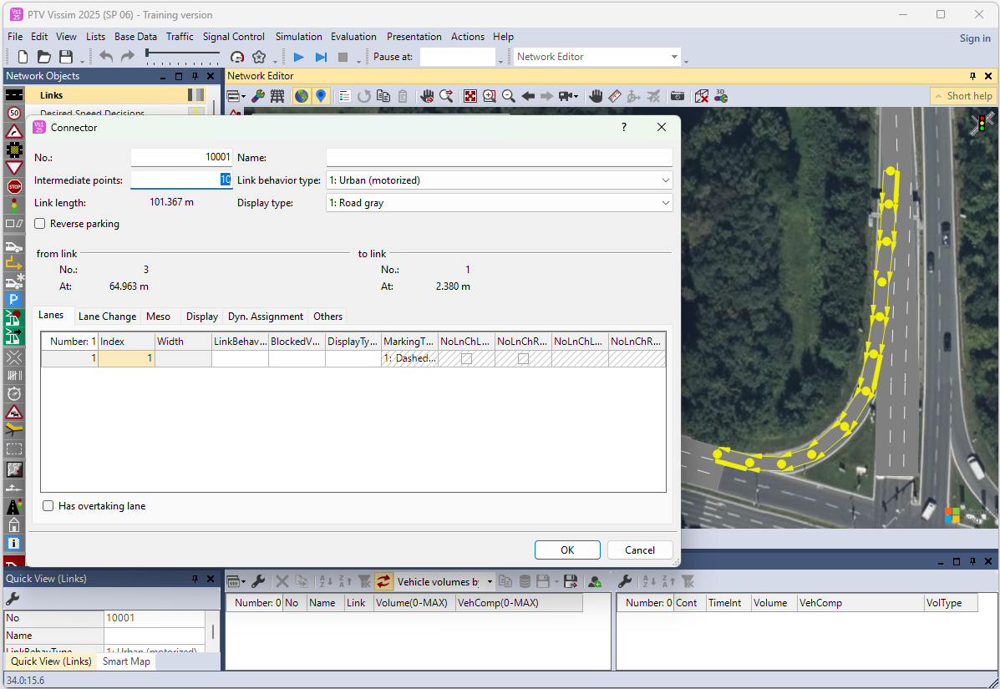 PTV Vissim 2025 (SP 06) - Training version
File Edit View Lists Base Data Traffic Signal Control Simulation Evaluation Presentation Actions Help
Sign in
Pause at: Network Editor
Network Objects
Network Editor
Links
Desired Speed Decisions
Short help
Connector
No.: 10001 Name:
Intermediate points: 10 Link behavior type: 1: Urban (motorized)
Link length: 101.367 m Display type: 1: Road gray
Reverse parking
from link to link
No.: 3 No.: 1
At: 64.963 m At: 2.380 m
Lanes Lane Change Meso Display Dyn. Assignment Others
Number: 1 Index Width LinkBehav... BlockedV... DisplayTy... MarkingT... NoLnChL... NoLnChR... NoLnChL... NoLnChR...
1 1 1: Dashed...
Has overtaking lane
OK Cancel
Quick View (Links)
Vehicle volumes by
No 10001
Name
LinkBehavType 1: Urban (motorized)
Number: 0 No Name Link Volume(0-MAX) VehComp(0-MAX)
Number: 0 Cont TimeInt Volume VehComp VolType
Quick View (Links) Smart Map
34.0:15.6